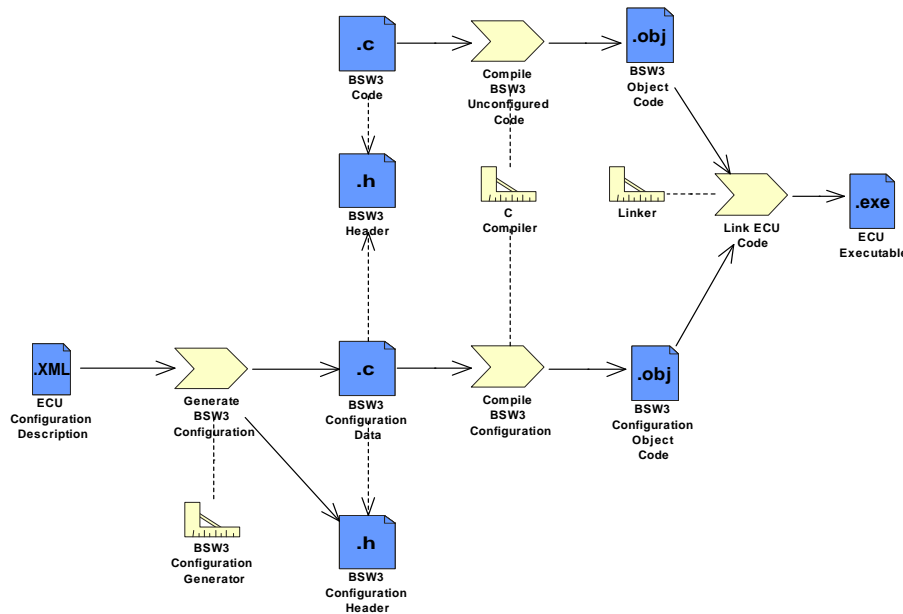 .c
BSW3
Code
Compile
BSW3
Unconfigured
Code
.obj
BSW3
Object
Code
.h
BSW3
Header
C
Compiler
Linker
Link ECU
Code
.exe
ECU
Executable
.XML
ECU
Configuration
Description
Generate
BSW3
Configuration
.c
BSW3
Configuration
Data
Compile
BSW3
Configuration
.obj
BSW3
Configuration
Object
Code
BSW3
Configuration
Generator
.h
BSW3
Configuration
Header